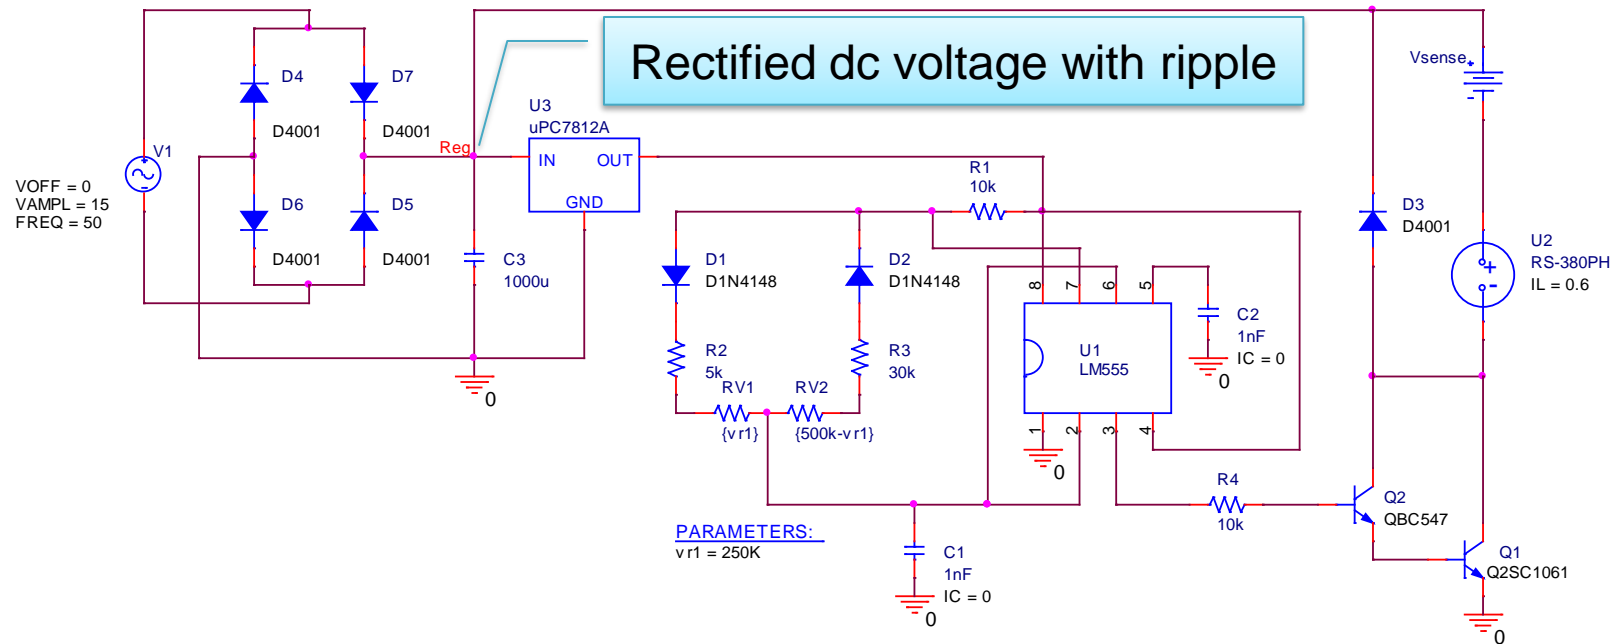 Rectified dc voltage with ripple
V1
VOFF = 0
VAMPL = 15
FREQ = 50
D4
D4001
D7
D4001
D6
D4001
D5
D4001
Reg
U3
uPC7812A
IN
OUT
GND
C3
1000u
0
R1
10k
D1
D1N4148
D2
D1N4148
R2
5k
R3
30k
RV1
{vr1}
RV2
{500k-vr1}
PARAMETERS:
vr1 = 250K
C1
1nF
IC = 0
0
8
7
6
5
U1
LM555
1
2
3
4
0
C2
1nF
IC = 0
0
R4
10k
Vsense
+
-
D3
D4001
U2
RS-380PH
IL = 0.6
+
-
Q2
QBC547
Q1
Q2SC1061
0